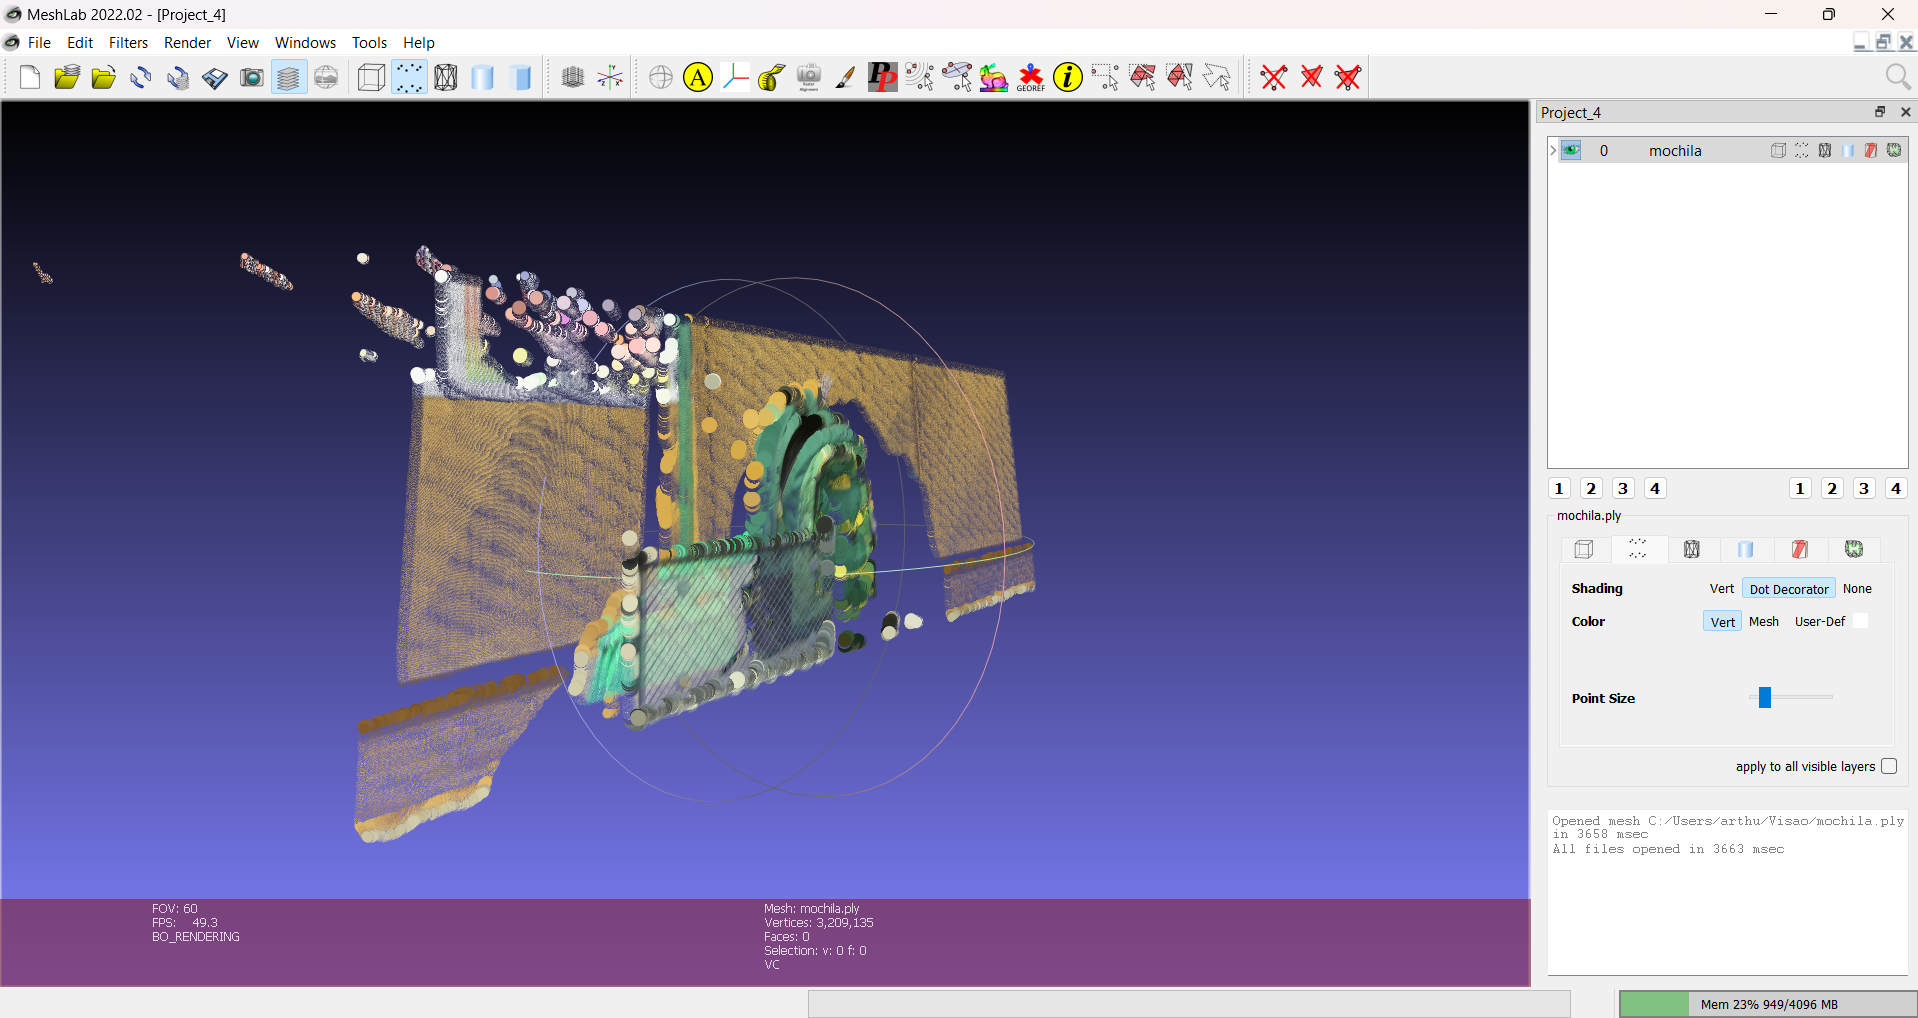 MeshLab 2022.02 - [Project_4]
File Edit Filters Render View Windows Tools Help
A
PP
GEOREF
i
Project_4
0 mochila
1 2 3 4 1 2 3 4
mochila.ply
Shading Vert Dot Decorator None
Color Vert Mesh User-Def
Point Size
apply to all visible layers
Opened mesh C:/Users/arthu/Visao/mochila.ply
in 3658 msec
All files opened in 3663 msec
FOV: 60
FPS: 49.3
BO_RENDERING
Mesh: mochila.ply
Vertices: 3,209,135
Faces: 0
Selection: v: 0 f: 0
VC
Mem 23% 949/4096 MB